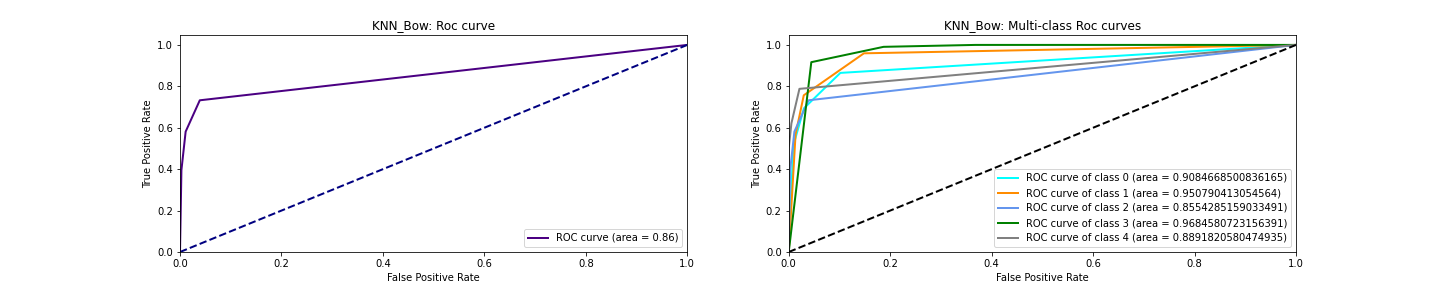 KNN_Bow: Roc curve
1.0
0.8
0.6
0.4
0.2
0.0
True Positive Rate
0.0 0.2 0.4 0.6 0.8 1.0
False Positive Rate
ROC curve (area = 0.86)
KNN_Bow: Multi-class Roc curves
1.0
0.8
0.6
0.4
0.2
0.0
True Positive Rate
0.0 0.2 0.4 0.6 0.8 1.0
False Positive Rate
ROC curve of class 0 (area = 0.9084668500836165)
ROC curve of class 1 (area = 0.950790413054564)
ROC curve of class 2 (area = 0.8554285159033491)
ROC curve of class 3 (area = 0.9684580723156391)
ROC curve of class 4 (area = 0.8891820580474935)